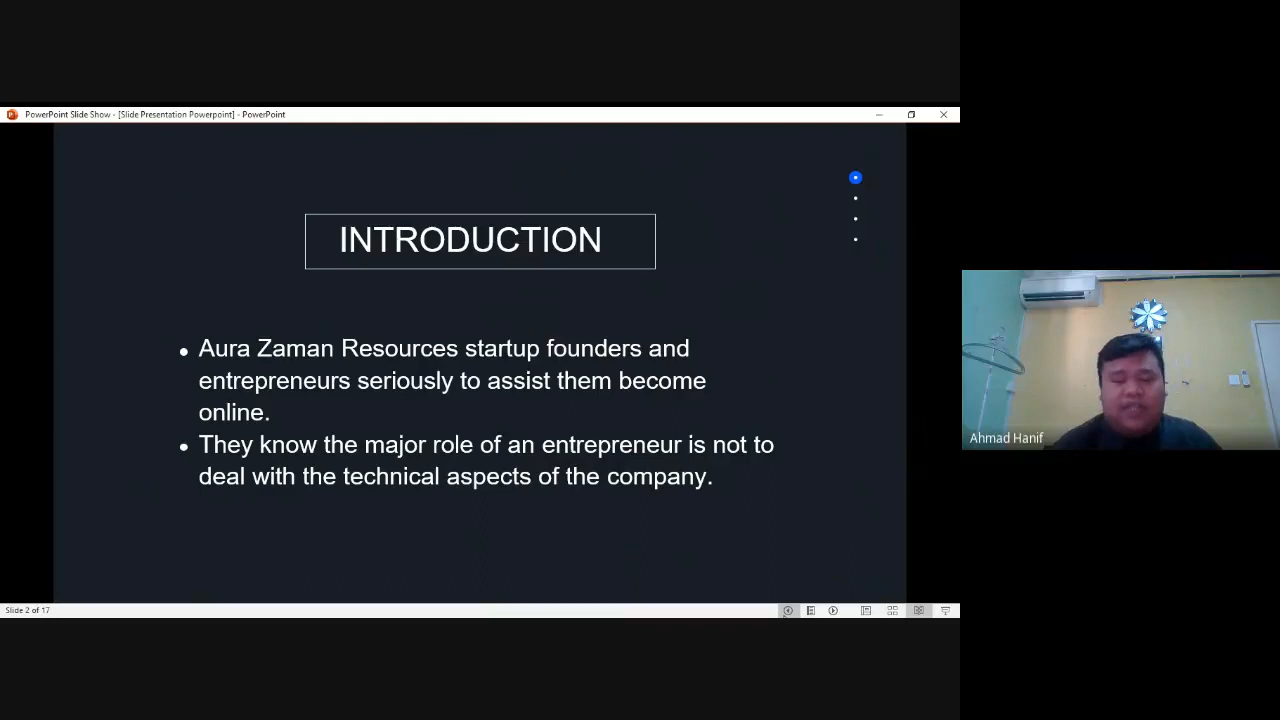 PowerPoint Slide Show - [Slide Presentation Powerpoint] - PowerPoint
INTRODUCTION
• Aura Zaman Resources startup founders and
entrepreneurs seriously to assist them become
online.
• They know the major role of an entrepreneur is not to
deal with the technical aspects of the company.
Ahmad Hanif
Slide 2 of 17